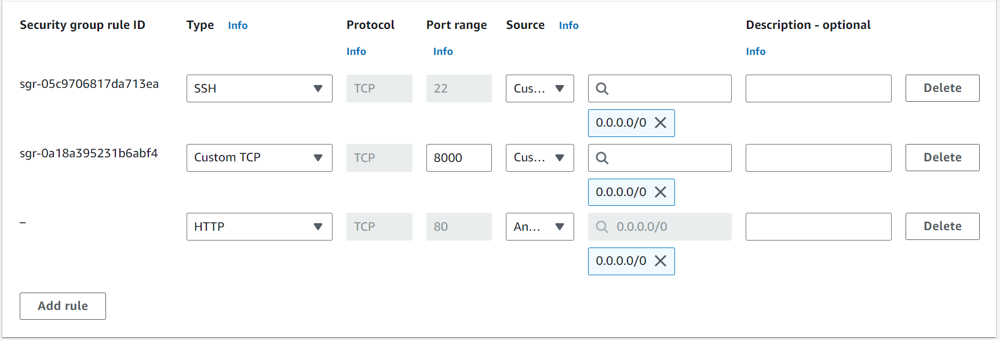 Security group rule ID Type Info Protocol Port range Source Info Description - optional
Info Info Info
sgr-05c9706817da713ea SSH TCP 22 Cus... Delete
0.0.0.0/0
sgr-0a18a395231b6abf4 Custom TCP TCP 8000 Cus... Delete
0.0.0.0/0
– HTTP TCP 80 An... 0.0.0.0/0 Delete
0.0.0.0/0
Add rule